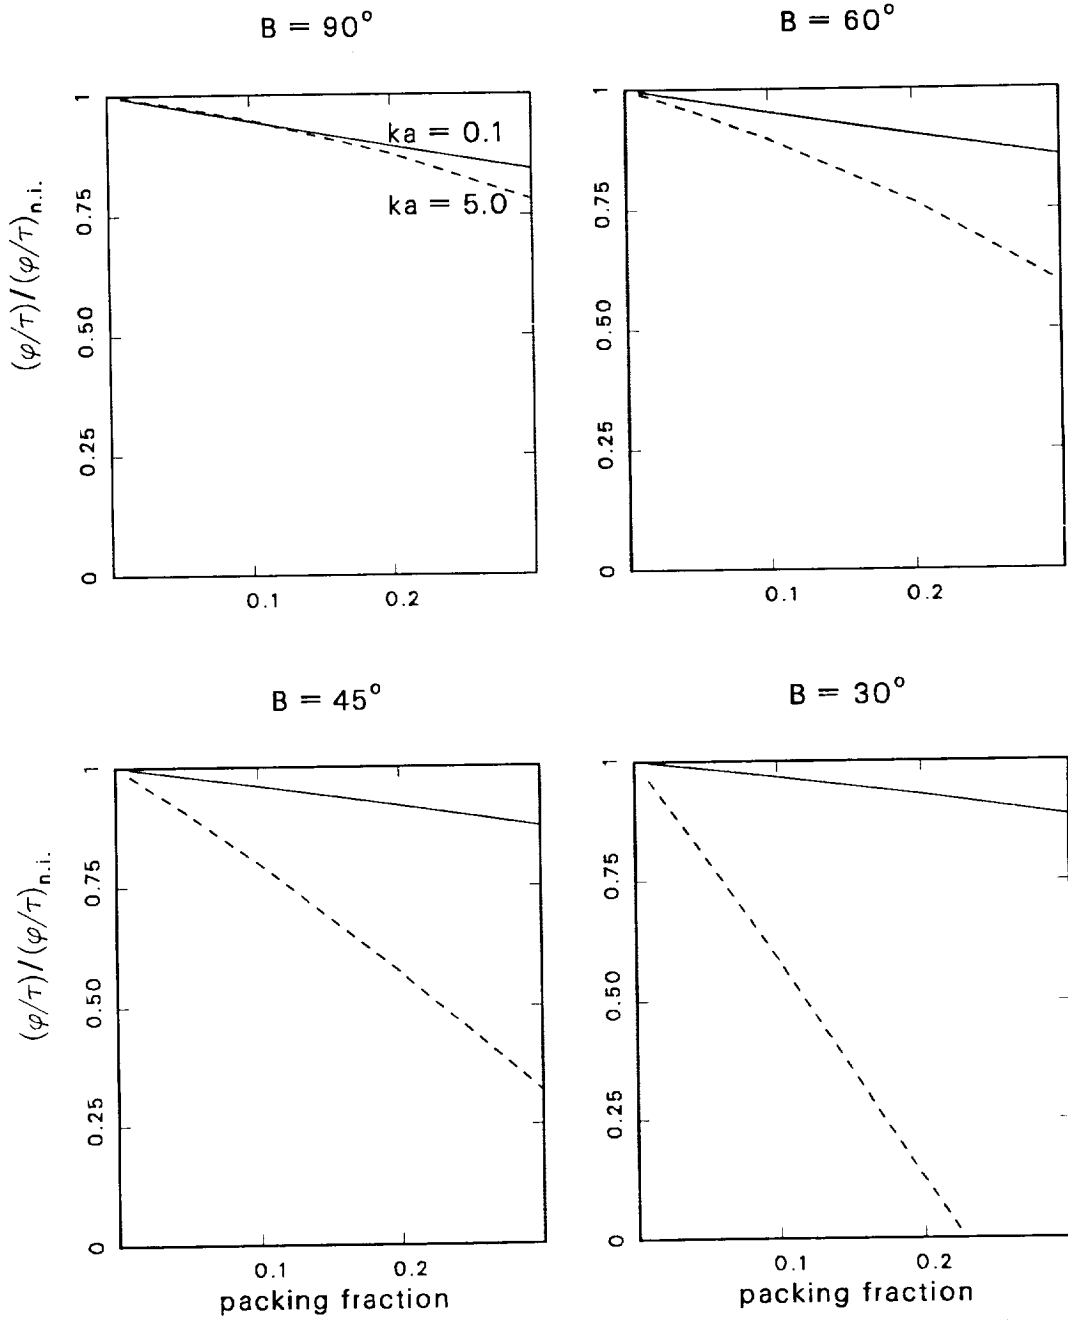 B = 90°
(φ/τ)/(φ/τ)n.i.
1
0.75
0.50
0.25
0
ka = 0.1
ka = 5.0
0.1
0.2
B = 60°
1
0.75
0.50
0.25
0
0.1
0.2
B = 45°
(φ/τ)/(φ/τ)n.i.
1
0.75
0.50
0.25
0
0.1
0.2
packing fraction
B = 30°
1
0.75
0.50
0.25
0
0.1
0.2
packing fraction